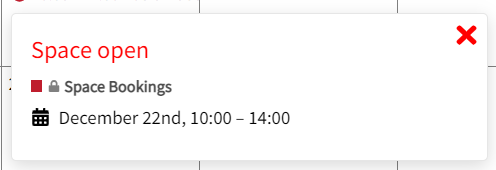 Space open
Space Bookings
December 22nd, 10:00 – 14:00